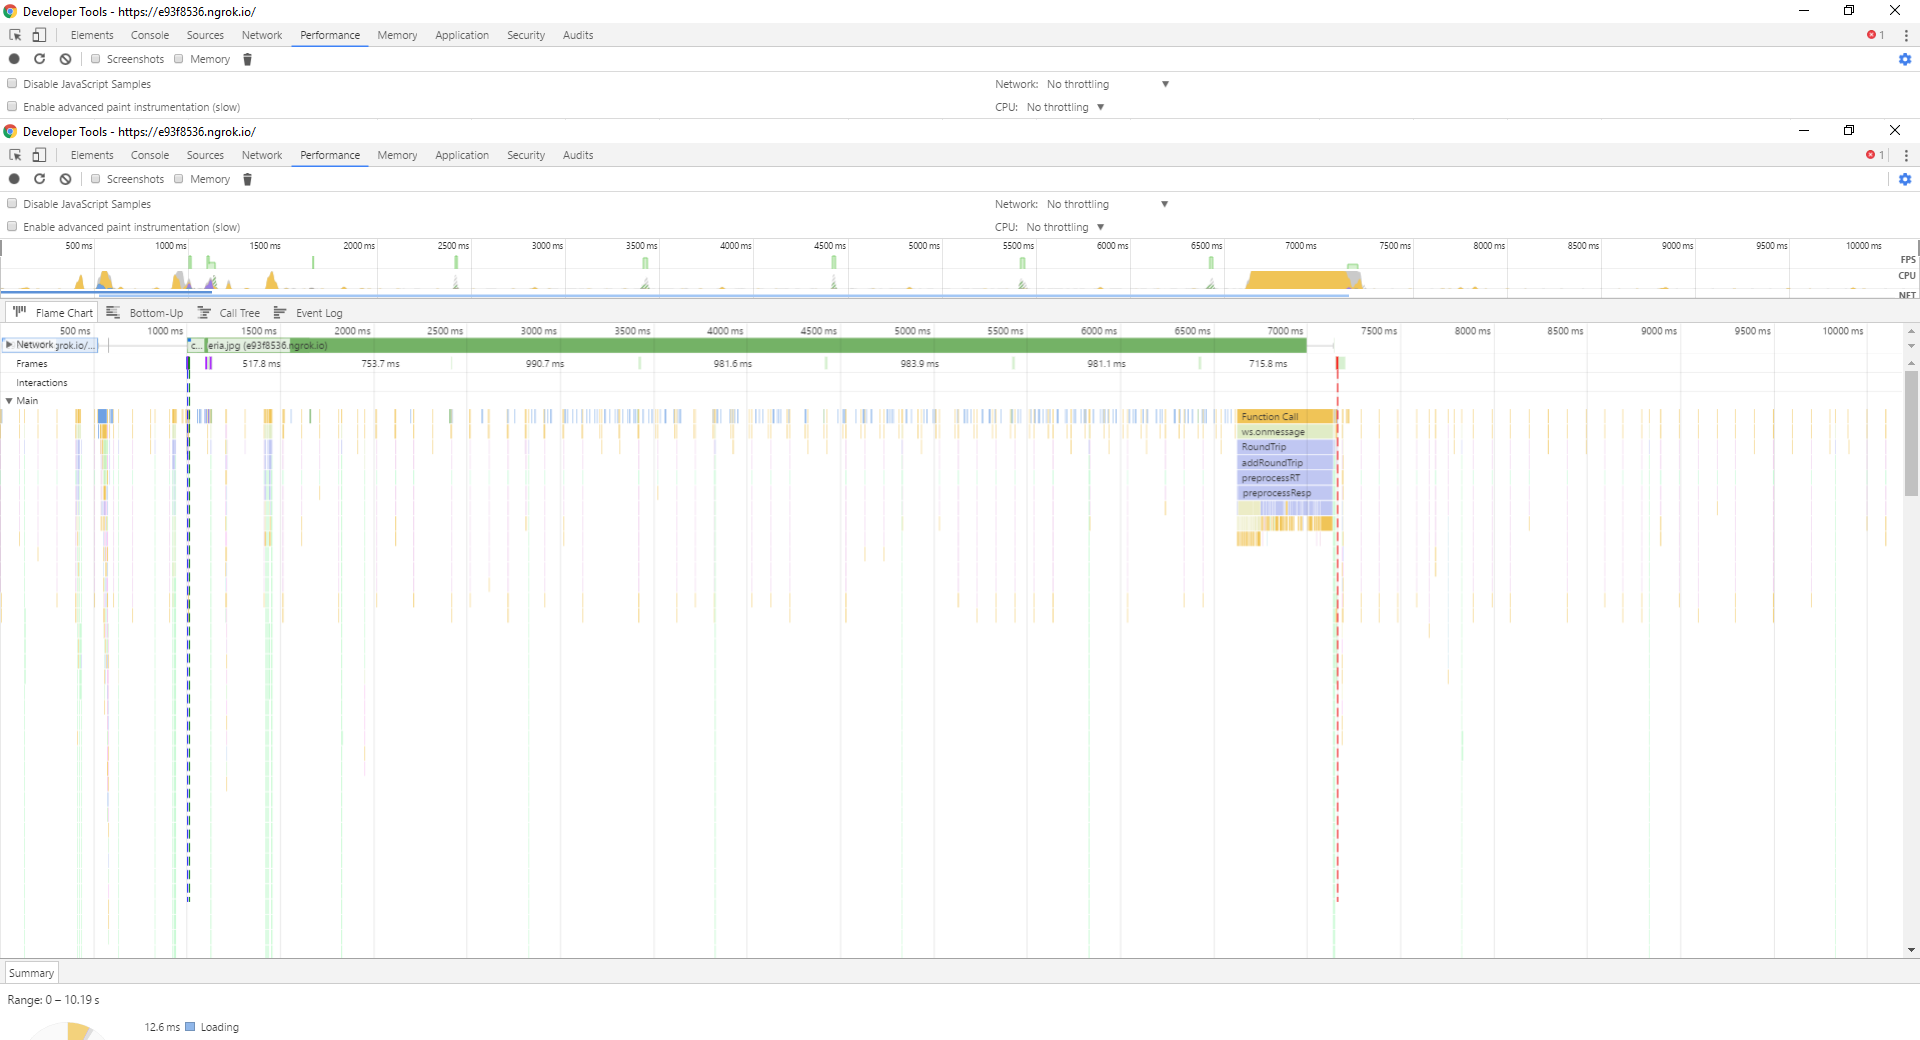 Developer Tools - https://e93f8536.ngrok.io/
Elements Console Sources Network Performance Memory Application Security Audits 1
Screenshots Memory
Disable JavaScript Samples Network: No throttling
Enable advanced paint instrumentation (slow) CPU: No throttling
Developer Tools - https://e93f8536.ngrok.io/
Elements Console Sources Network Performance Memory Application Security Audits 1
Screenshots Memory
Disable JavaScript Samples Network: No throttling
Enable advanced paint instrumentation (slow) CPU: No throttling
500 ms 1000 ms 1500 ms 2000 ms 2500 ms 3000 ms 3500 ms 4000 ms 4500 ms 5000 ms 5500 ms 6000 ms 6500 ms 7000 ms 7500 ms 8000 ms 8500 ms 9000 ms 9500 ms 10000 ms
FPS
CPU
NET
Flame Chart Bottom-Up Call Tree Event Log
500 ms 1000 ms 1500 ms 2000 ms 2500 ms 3000 ms 3500 ms 4000 ms 4500 ms 5000 ms 5500 ms 6000 ms 6500 ms 7000 ms 7500 ms 8000 ms 8500 ms 9000 ms 9500 ms 10000 ms
Network grok.io/... c... eria.jpg (e93f8536.ngrok.io)
Frames 517.8 ms 753.7 ms 990.7 ms 981.6 ms 983.9 ms 981.1 ms 715.8 ms
Interactions
Main
Function Call
ws.onmessage
RoundTrip
addRoundTrip
preprocessRT
preprocessResp
Summary
Range: 0 – 10.19 s
12.6 ms Loading